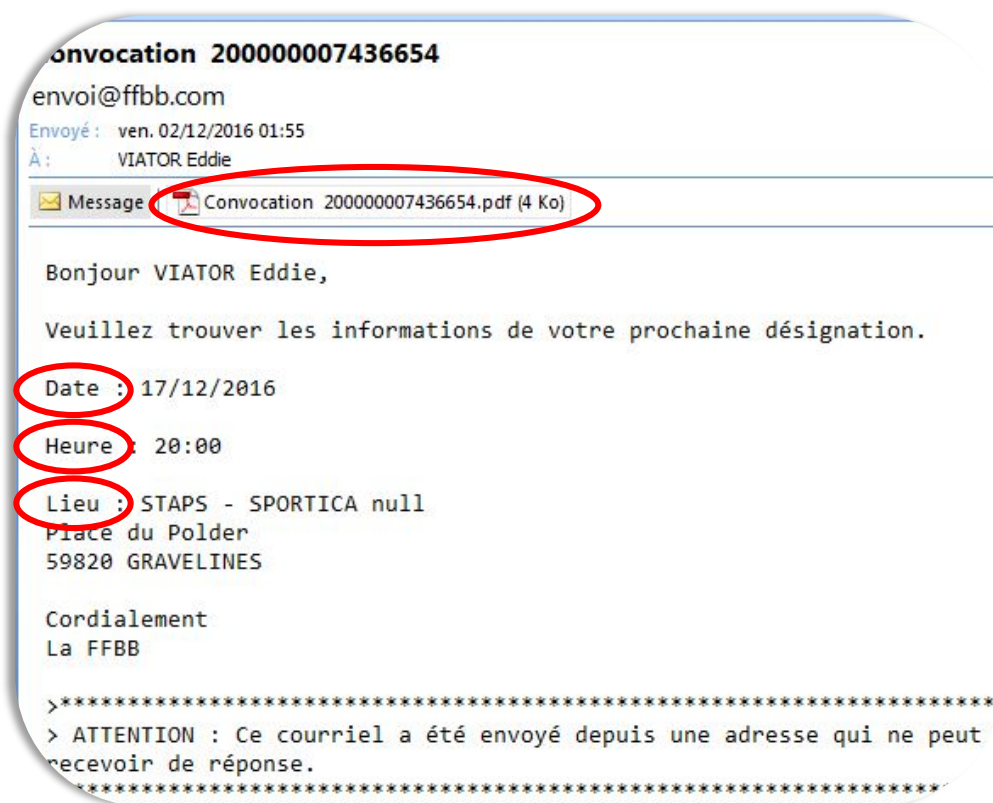 onvocation 200000007436654
envoi@ffbb.com
Envoyé : ven. 02/12/2016 01:55
À : VIATOR Eddie
Message Convocation 200000007436654.pdf (4 Ko)
Bonjour VIATOR Eddie,
Veuillez trouver les informations de votre prochaine désignation.
Date : 17/12/2016
Heure : 20:00
Lieu : STAPS - SPORTICA null
Place du Polder
59820 GRAVELINES
Cordialement
La FFBB
>*********************************************************************
> ATTENTION : Ce courriel a été envoyé depuis une adresse qui ne peut
recevoir de réponse.
*****************************************************************